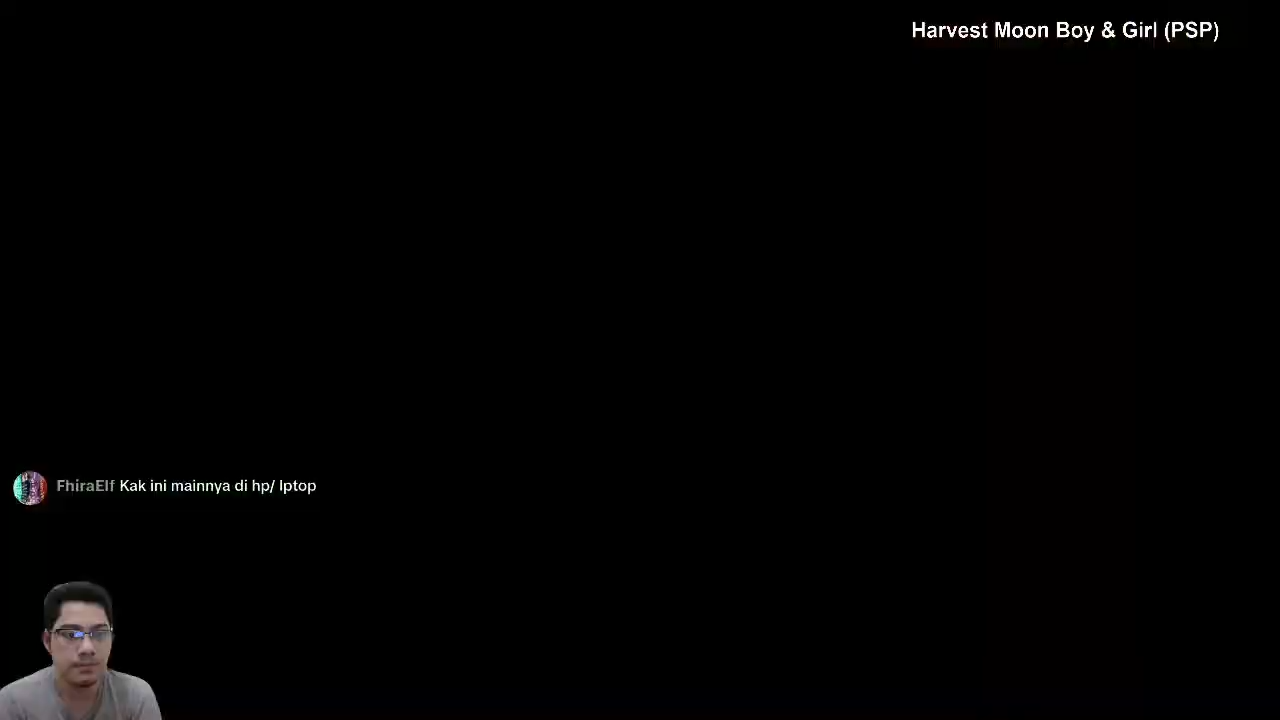 Harvest Moon Boy & Girl (PSP)
FhiraElf Kak ini mainnya di hp/ lptop